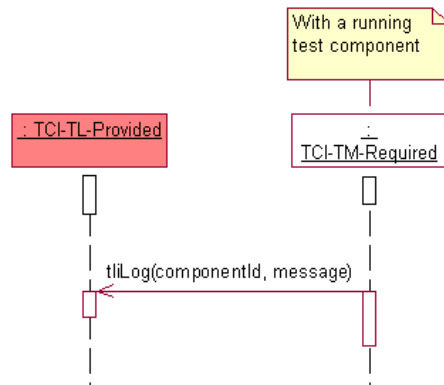 With a running
test component
: TCI-TL-Provided
:
TCI-TM-Required
tliLog(componentId, message)